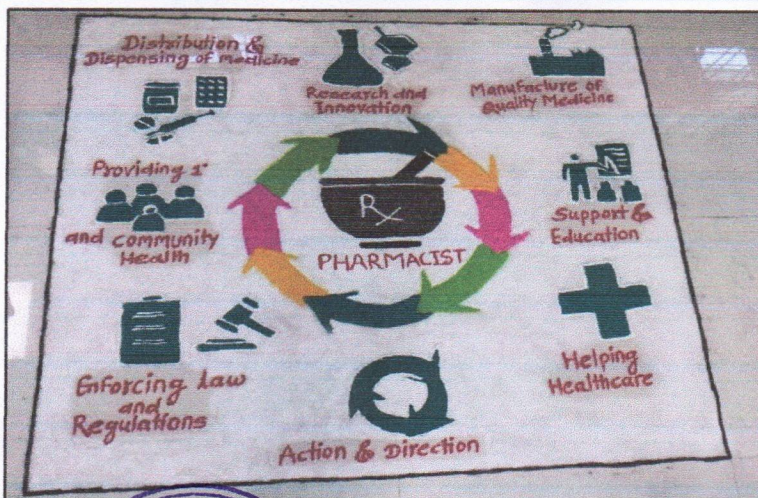 Distribution &
Dispensing of Medicine
Research and
Innovation
Manufacture of
Quality Medicine
Providing 1°
and community
Health
Rx
PHARMACIST
Support &
Education
Enforcing Law
and
Regulations
Action & Direction
Helping
Healthcare